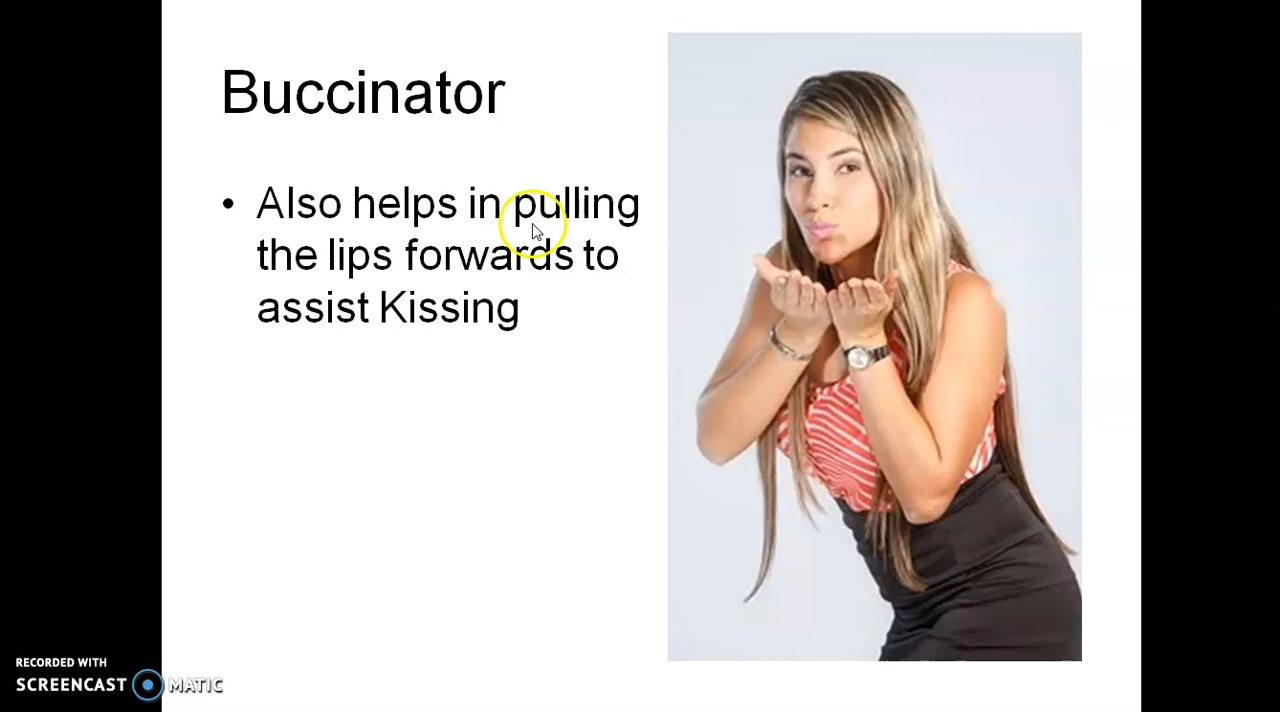 Buccinator
• Also helps in pulling
the lips forwards to
assist Kissing
RECORDED WITH
SCREENCAST MATIC